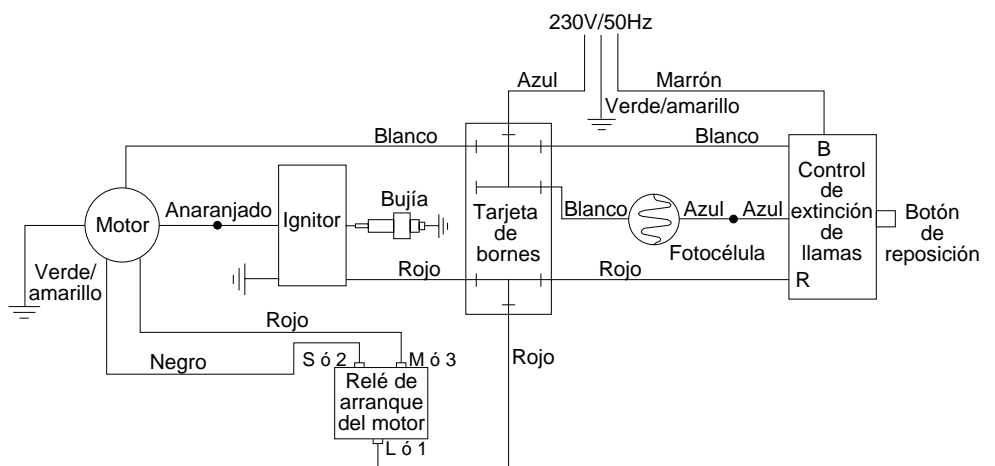 230V/50Hz
Azul
Marrón
Verde/amarillo
Blanco
Blanco
B
Control
de
extinción
de
llamas
R
Botón
de
reposición
Motor
Anaranjado
Ignitor
Bujía
Tarjeta
de
bornes
Blanco
Azul
Azul
Fotocélula
Verde/
amarillo
Rojo
Rojo
Rojo
Negro
S ó 2
M ó 3
Rojo
Relé de
arranque
del motor
L ó 1